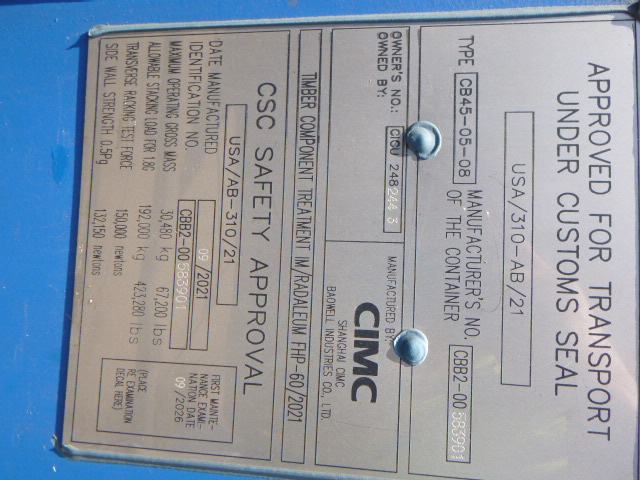 APPROVED FOR TRANSPORT
UNDER CUSTOMS SEAL
USA/310-AB/21
TYPE CB45-05-08 MANUFACTURER'S NO.
OF THE CONTAINER CBB2-00 583901
OWNER'S NO.: CICU 248244 3
OWNED BY:
MANUFACTURED BY:
CIMC
SHANGHAI CIMC
BAOWELL INDUSTRIES CO., LTD.
TIMBER COMPONENT TREATMENT IM/RADALEUM FHP-60/2021
CSC SAFETY APPROVAL
USA/AB-310/21
DATE MANUFACTURED 09/2021
IDENTIFICATION NO. CBB2-00 583901
MAXIMUM OPERATING GROSS MASS 30,480 kg 67,200 lbs
ALLOWABLE STACKING LOAD FOR 1.8G 192,000 kg 423,280 lbs
TRANSVERSE RACKING TEST FORCE 150,000 newtons
SIDE WALL STRENGTH 0.5Pg 132,150 newtons
FIRST MAINTE-
NANCE EXAMI-
NATION DATE
09/2026
(PLACE
RE EXAMINATION
DECAL HERE)